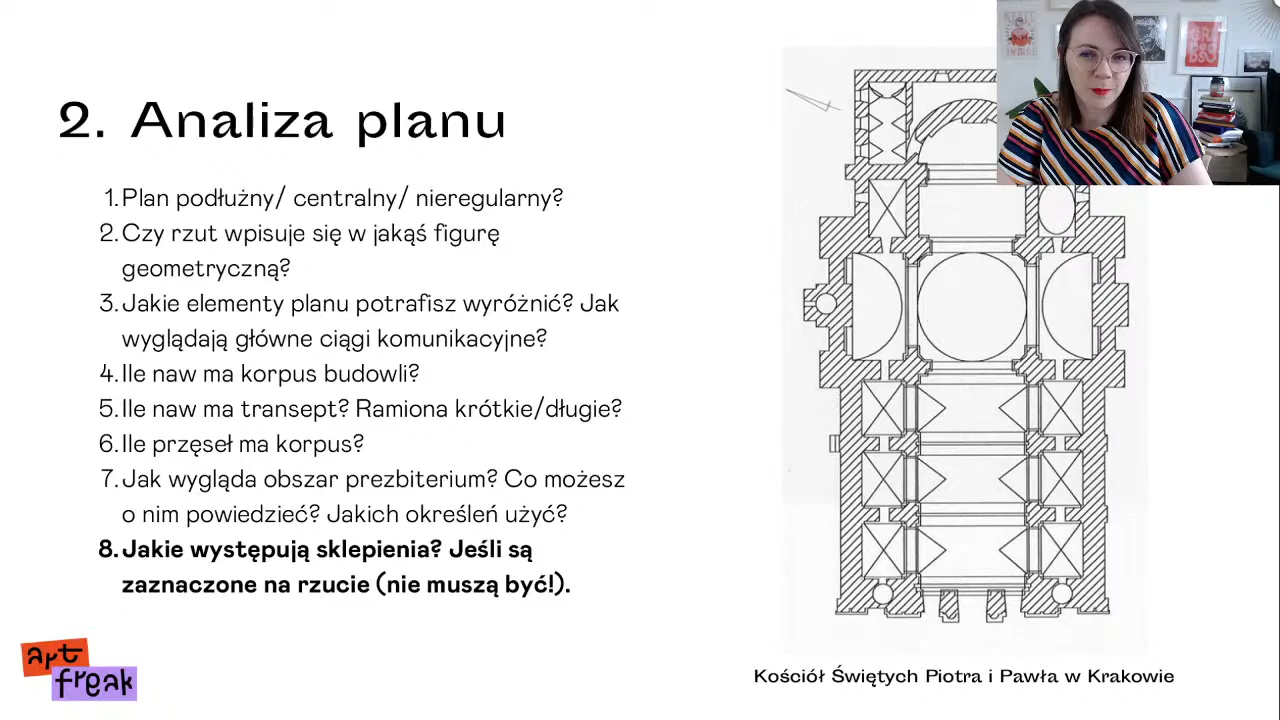 2. Analiza planu
1. Plan podłużny/ centralny/ nieregularny?
2. Czy rzut wpisuje się w jakąś figurę
geometryczną?
3. Jakie elementy planu potrafisz wyróżnić? Jak
wyglądają główne ciągi komunikacyjne?
4. Ile naw ma korpus budowli?
5. Ile naw ma transept? Ramiona krótkie/długie?
6. Ile przęseł ma korpus?
7. Jak wygląda obszar prezbiterium? Co możesz
o nim powiedzieć? Jakich określeń użyć?
8. Jakie występują sklepienia? Jeśli są
zaznaczone na rzucie (nie muszą być!).
art
freak
Kościół Świętych Piotra i Pawła w Krakowie